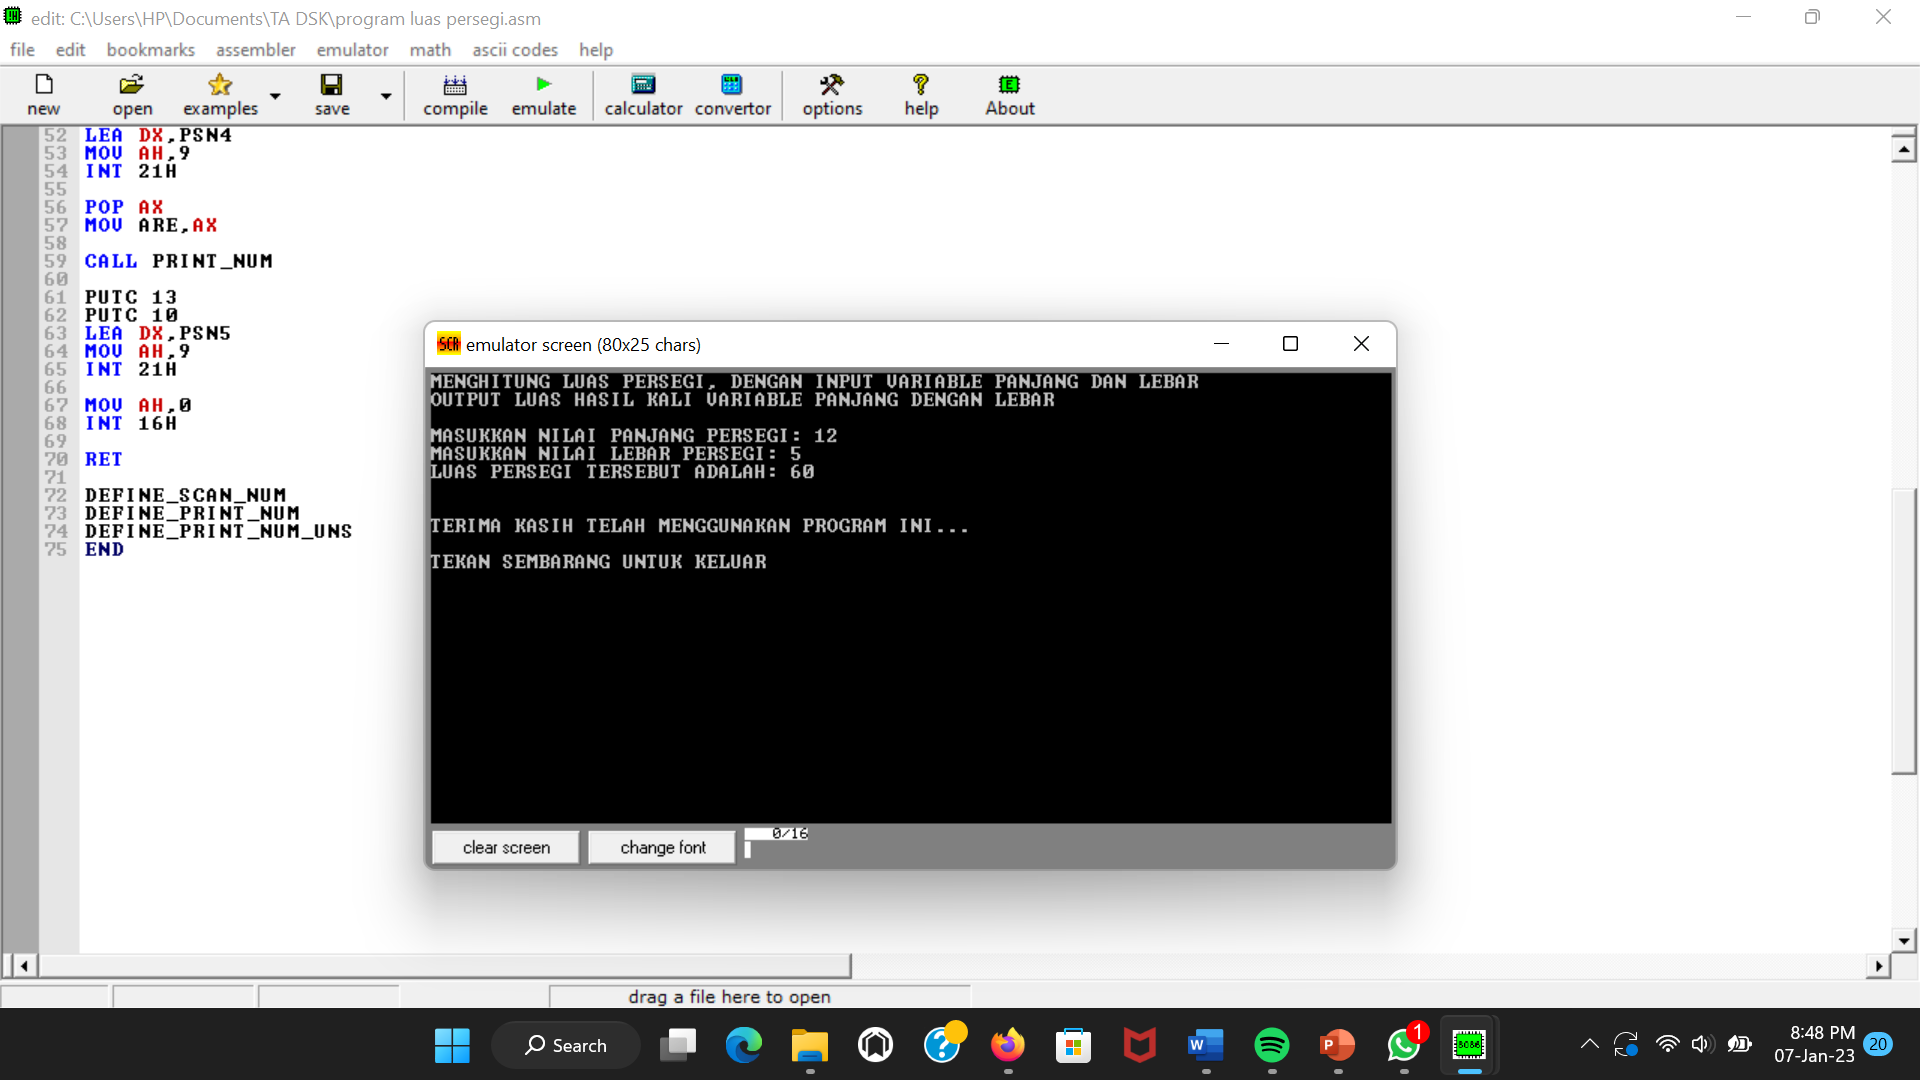 edit: C:\Users\HP\Documents\TA DSK\program luas persegi.asm
file edit bookmarks assembler emulator math ascii codes help
new open examples save compile emulate calculator convertor options help About
52 LEA DX,PSN4
53 MOV AH,9
54 INT 21H
55
56 POP AX
57 MOV ARE,AX
58
59 CALL PRINT_NUM
60
61 PUTC 13
62 PUTC 10
63 LEA DX,PSN5
64 MOV AH,9
65 INT 21H
66
67 MOV AH,0
68 INT 16H
69
70 RET
71
72 DEFINE_SCAN_NUM
73 DEFINE_PRINT_NUM
74 DEFINE_PRINT_NUM_UNS
75 END
SCR emulator screen (80x25 chars)
MENGHITUNG LUAS PERSEGI, DENGAN INPUT VARIABLE PANJANG DAN LEBAR
OUTPUT LUAS HASIL KALI VARIABLE PANJANG DENGAN LEBAR
MASUKKAN NILAI PANJANG PERSEGI: 12
MASUKKAN NILAI LEBAR PERSEGI: 5
LUAS PERSEGI TERSEBUT ADALAH: 60
TERIMA KASIH TELAH MENGGUNAKAN PROGRAM INI...
TEKAN SEMBARANG UNTUK KELUAR
clear screen change font 0/16
drag a file here to open
Search
1
8086
8:48 PM
07-Jan-23
20